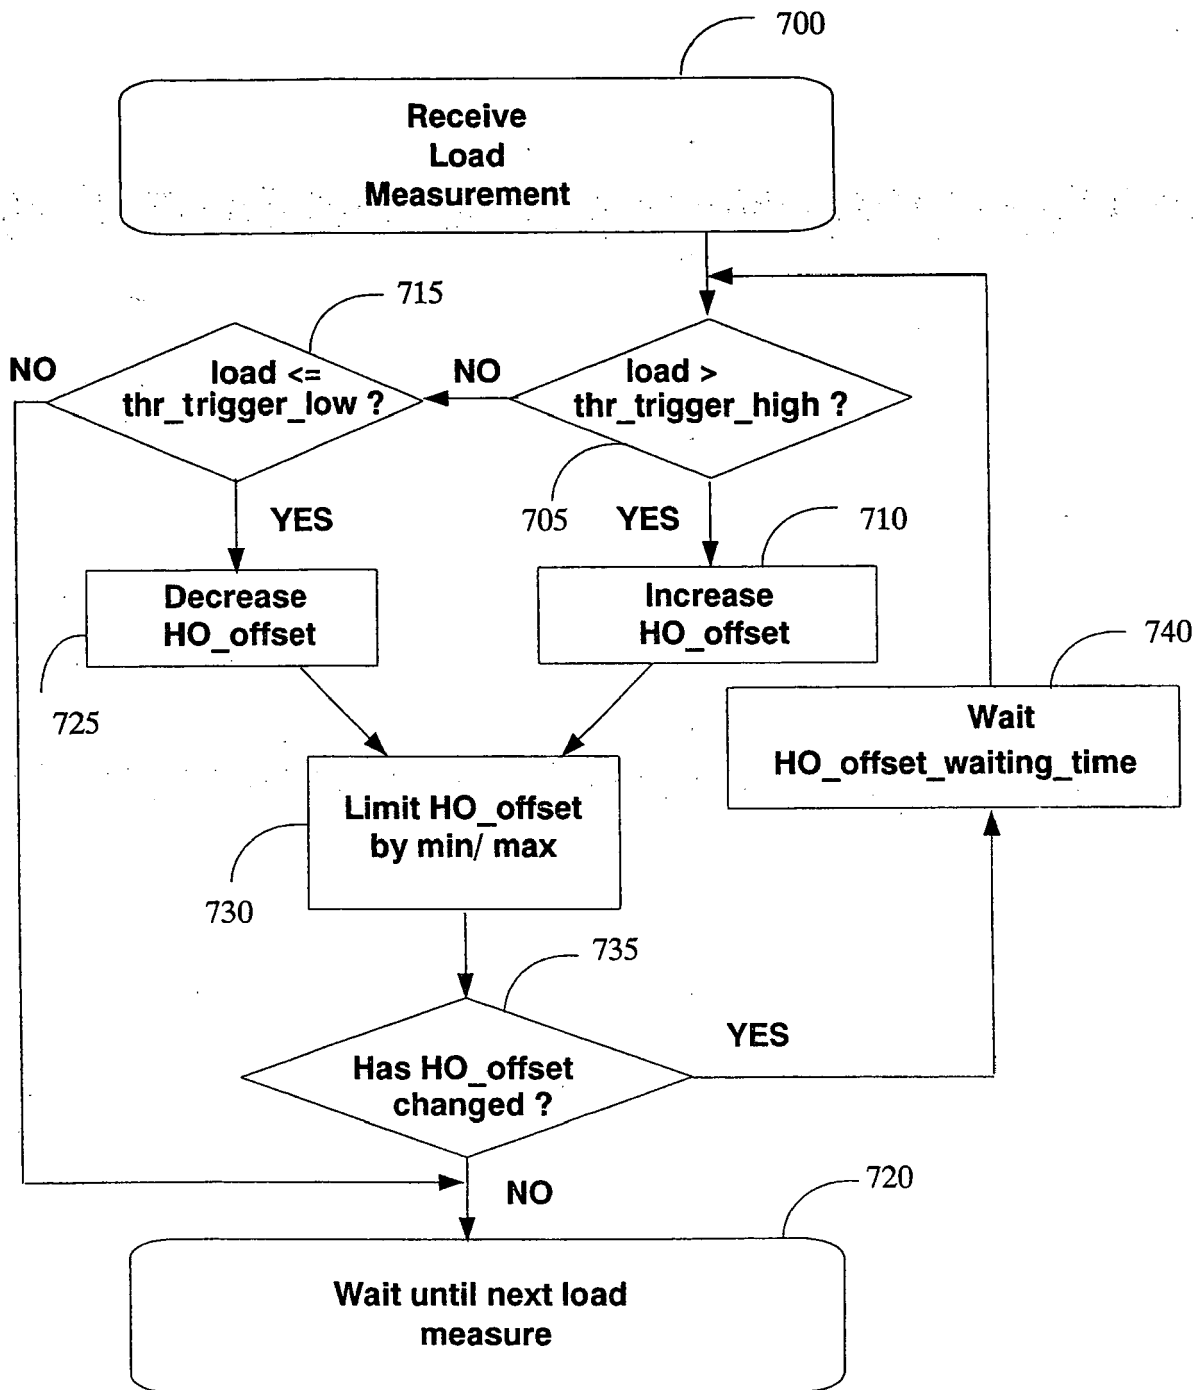 700
Receive
Load
Measurement
715
NO
load <=
thr_trigger_low ?
NO
load >
thr_trigger_high ?
705
YES
YES
710
Decrease
HO_offset
Increase
HO_offset
725
740
Wait
HO_offset_waiting_time
Limit HO_offset
by min/ max
730
735
Has HO_offset
changed ?
YES
NO
720
Wait until next load
measure